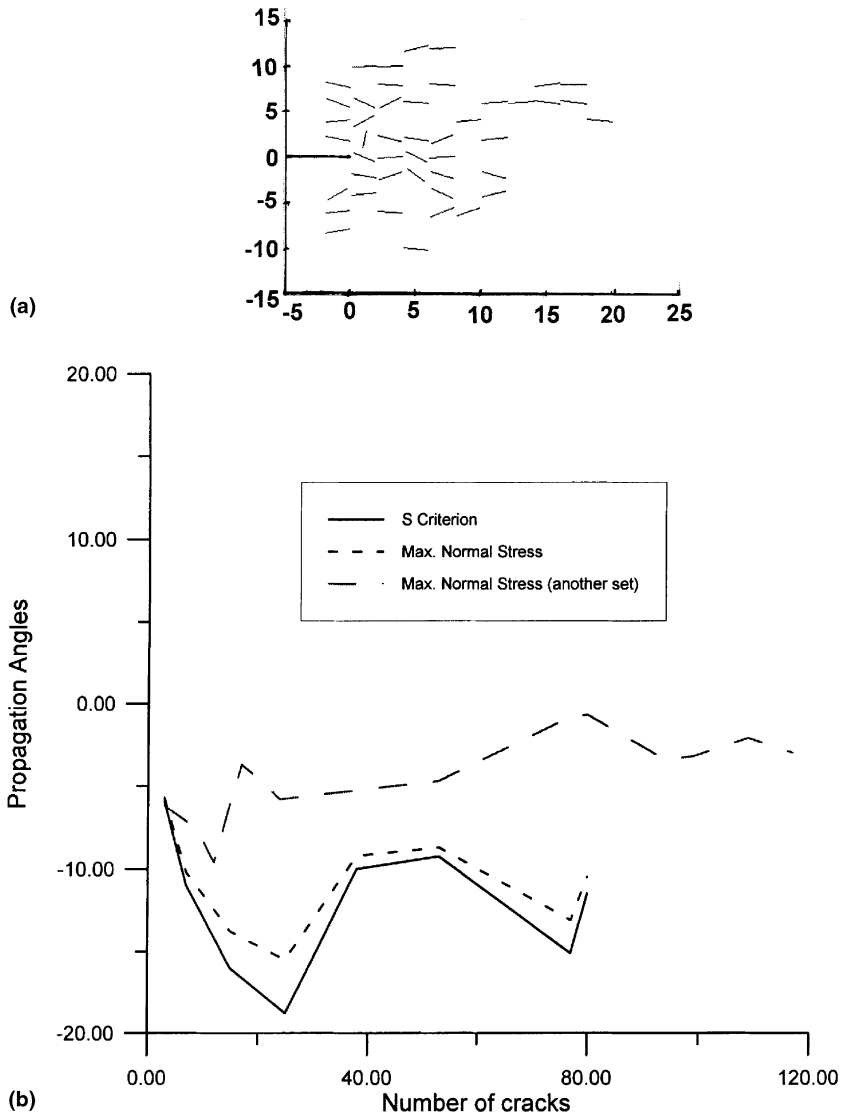 15
10
5
0
-5
-10
-15
-5 0 5 10 15 20 25
(a)
20.00
10.00
0.00
-10.00
-20.00
Propagation Angles
S Criterion
Max. Normal Stress
Max. Normal Stress (another set)
0.00 40.00 80.00 120.00
Number of cracks
(b)